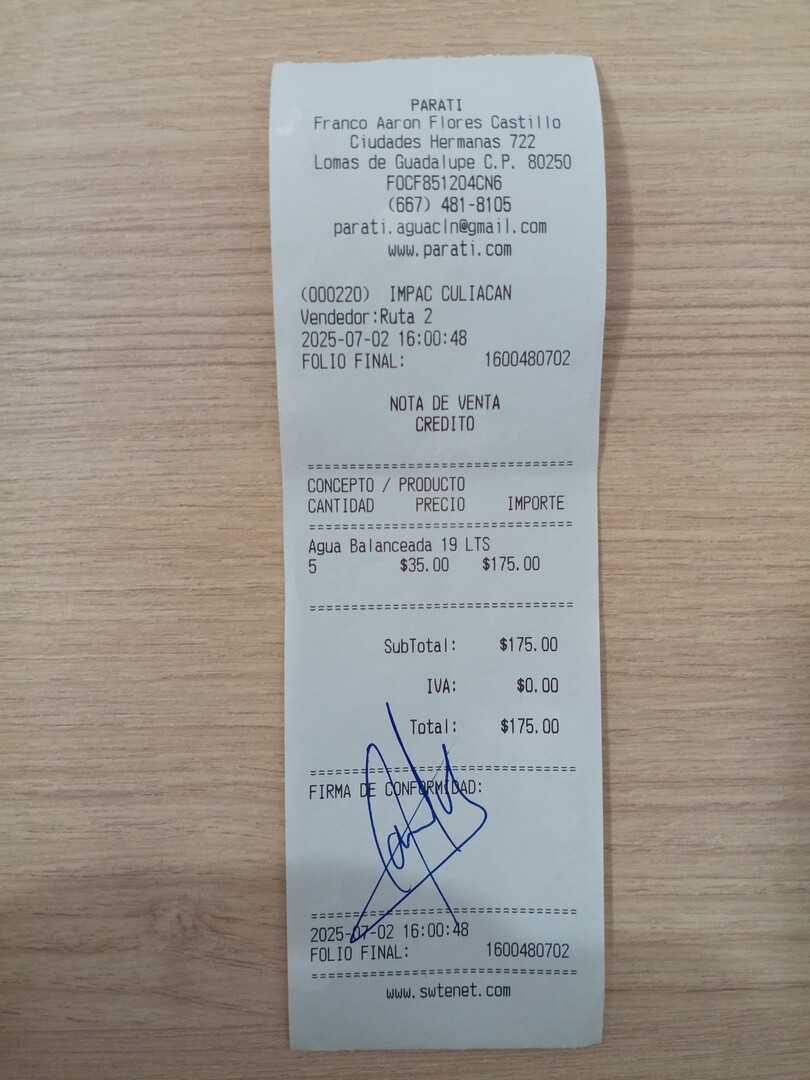 PARATI
Franco Aaron Flores Castillo
Ciudades Hermanas 722
Lomas de Guadalupe C.P. 80250
FOCF851204CN6
(667) 481-8105
parati.aguacln@gmail.com
www.parati.com
(000220) IMPAC CULIACAN
Vendedor:Ruta 2
2025-07-02 16:00:48
FOLIO FINAL: 1600480702
NOTA DE VENTA
CREDITO
CONCEPTO / PRODUCTO
CANTIDAD PRECIO IMPORTE
Agua Balanceada 19 LTS
5 $35.00 $175.00
SubTotal: $175.00
IVA: $0.00
Total: $175.00
FIRMA DE CONFORMIDAD:
2025-07-02 16:00:48
FOLIO FINAL: 1600480702
www.swtenet.com